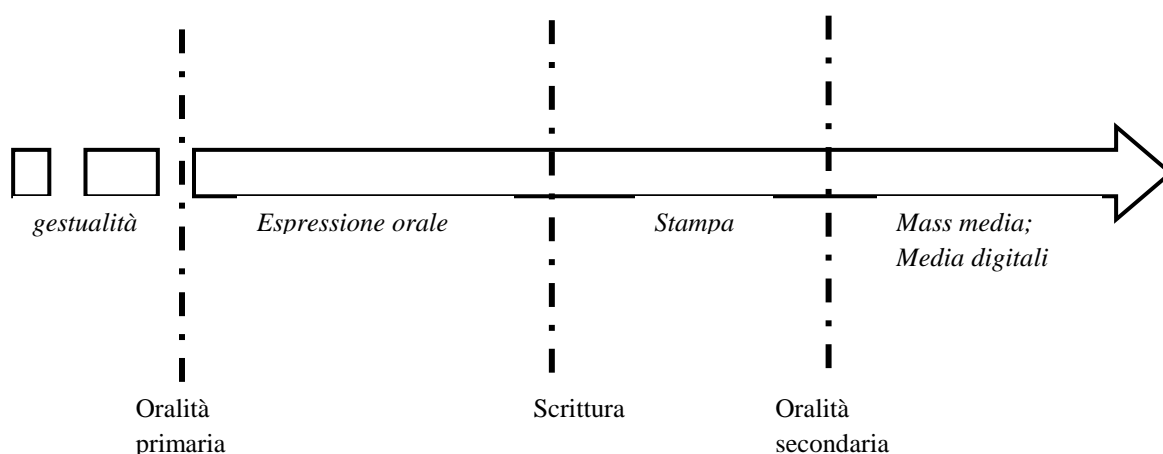 gestualità
Espressione orale
Stampa
Mass media;
Media digitali
Oralità
primaria
Scrittura
Oralità
secondaria